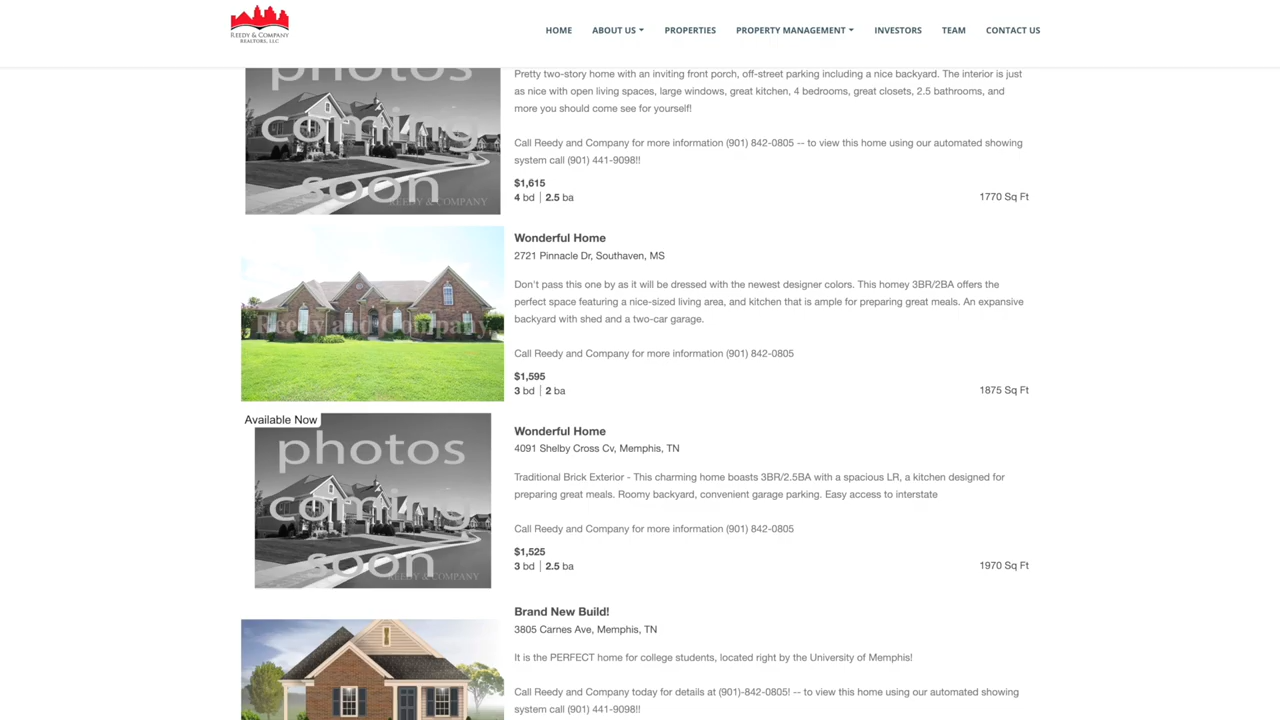 REEDY & COMPANY
REALTORS, LLC
HOME
ABOUT US
PROPERTIES
PROPERTY MANAGEMENT
INVESTORS
TEAM
CONTACT US
photos
coming
soon
REEDY & COMPANY
Pretty two-story home with an inviting front porch, off-street parking including a nice backyard. The interior is just
as nice with open living spaces, large windows, great kitchen, 4 bedrooms, great closets, 2.5 bathrooms, and
more you should come see for yourself!
Call Reedy and Company for more information (901) 842-0805 -- to view this home using our automated showing
system call (901) 441-9098!!
$1,615
4 bd | 2.5 ba
1770 Sq Ft
Reedy and Company
Wonderful Home
2721 Pinnacle Dr, Southaven, MS
Don't pass this one by as it will be dressed with the newest designer colors. This homey 3BR/2BA offers the
perfect space featuring a nice-sized living area, and kitchen that is ample for preparing great meals. An expansive
backyard with shed and a two-car garage.
Call Reedy and Company for more information (901) 842-0805
$1,595
3 bd | 2 ba
1875 Sq Ft
Available Now
photos
coming
soon
REEDY & COMPANY
Wonderful Home
4091 Shelby Cross Cv, Memphis, TN
Traditional Brick Exterior - This charming home boasts 3BR/2.5BA with a spacious LR, a kitchen designed for
preparing great meals. Roomy backyard, convenient garage parking. Easy access to interstate
Call Reedy and Company for more information (901) 842-0805
$1,525
3 bd | 2.5 ba
1970 Sq Ft
Brand New Build!
3805 Carnes Ave, Memphis, TN
It is the PERFECT home for college students, located right by the University of Memphis!
Call Reedy and Company today for details at (901)-842-0805! -- to view this home using our automated showing
system call (901) 441-9098!!